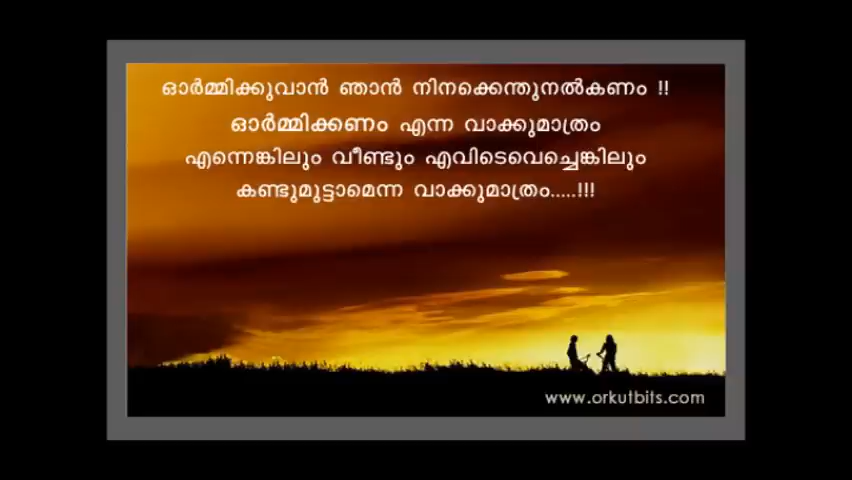 ഓർമ്മിക്കുവാൻ ഞാൻ നിനക്കെന്തുനൽകണം !!
ഓർമ്മിക്കണം എന്ന വാക്കുമാത്രം
എന്നെങ്കിലും വീണ്ടും എവിടെവെച്ചെങ്കിലും
കണ്ടുമുട്ടാമെന്ന വാക്കുമാത്രം.....!!!
www.orkutbits.com